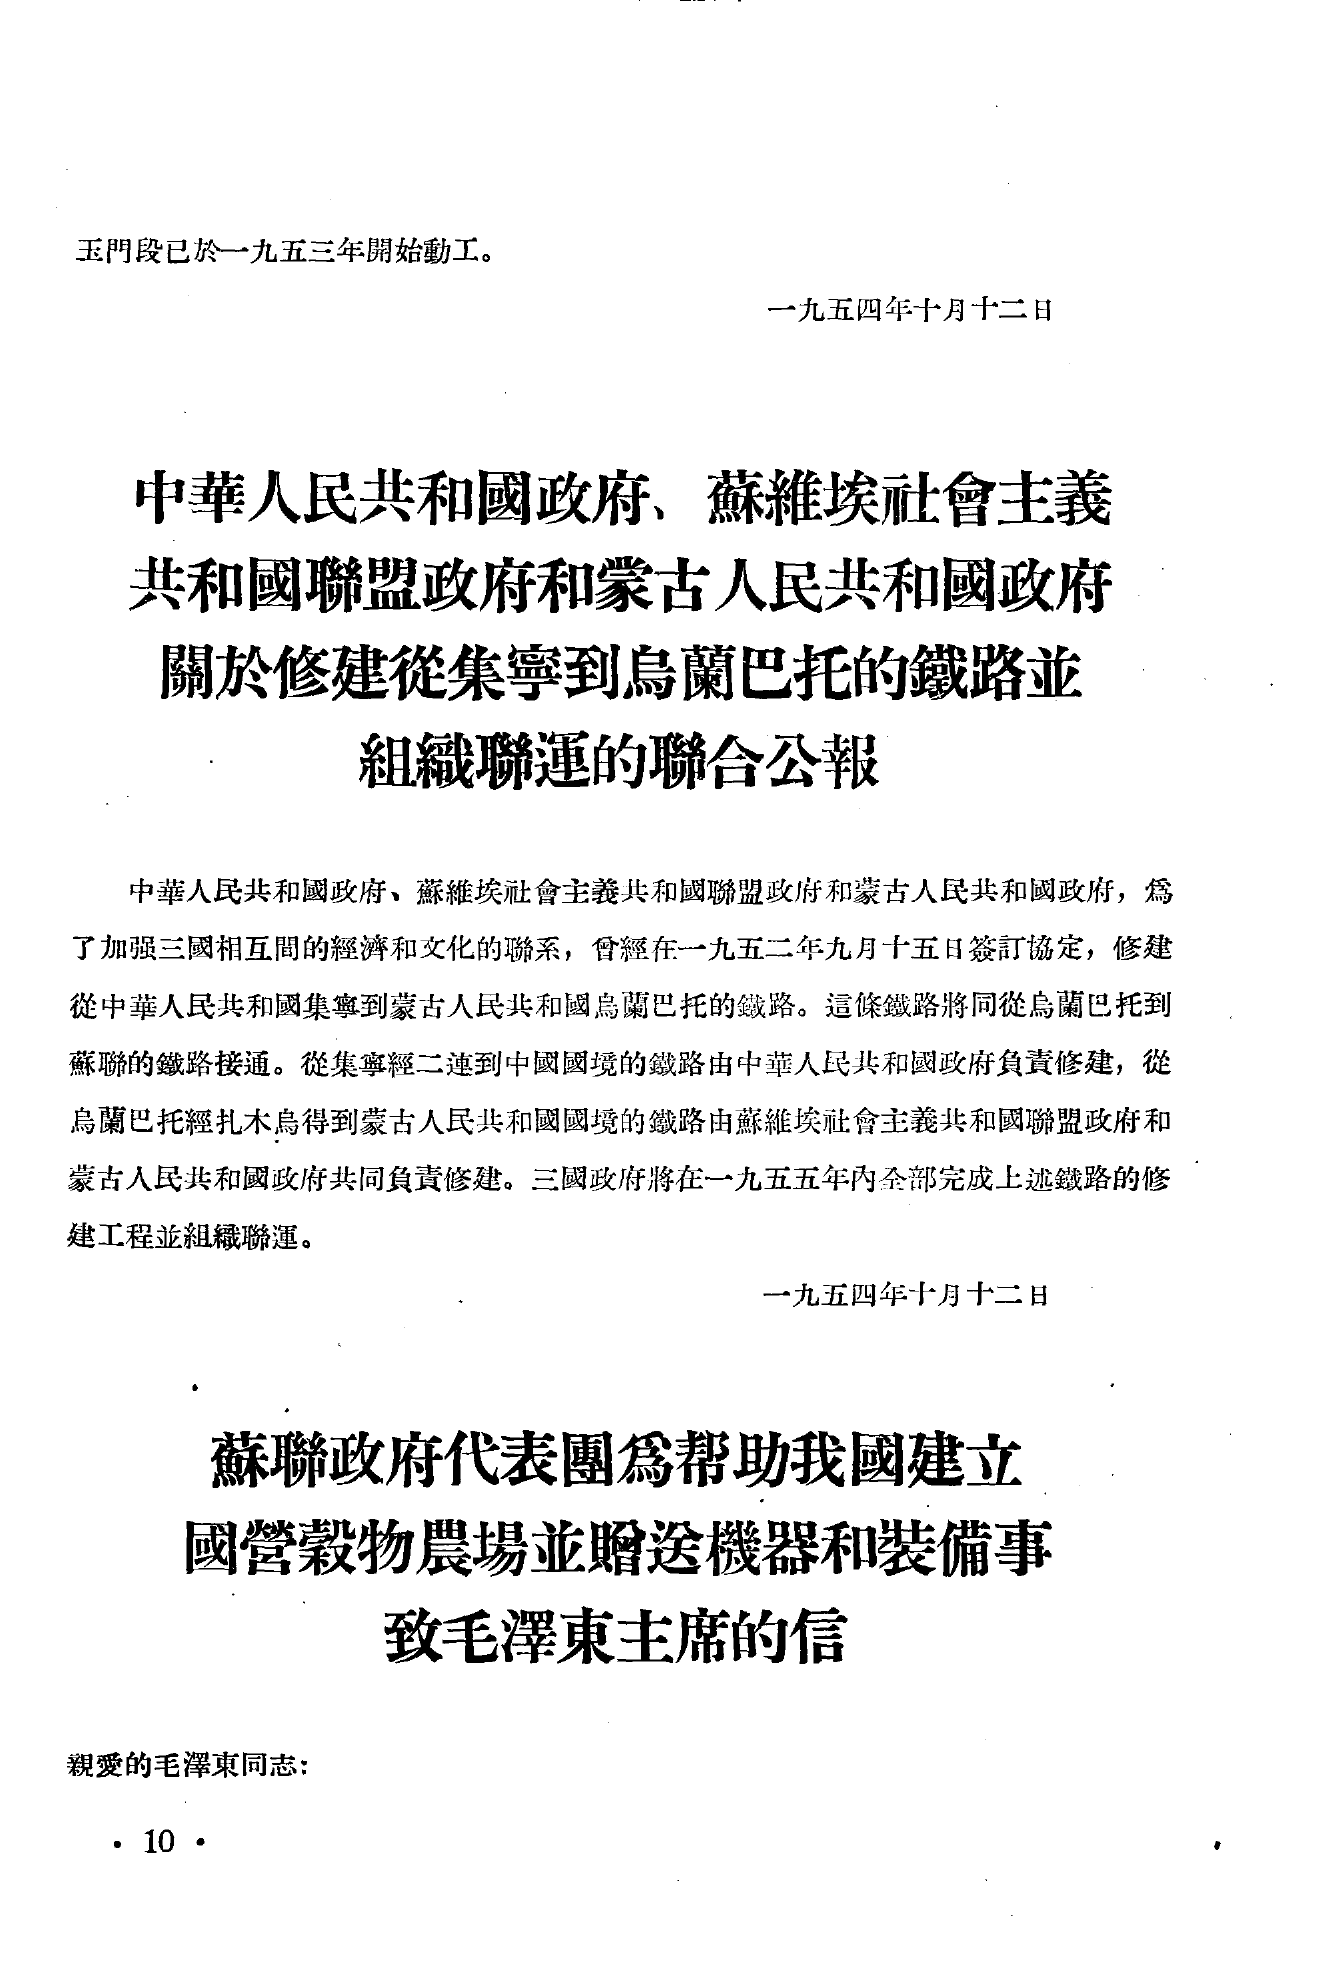 玉門段已於一九五三年開始動工。
一九五四年十月十二日
中華人民共和國政府、蘇維埃社會主義
共和國聯盟政府和蒙古人民共和國政府
關於修建從集寧到烏蘭巴托的鐵路並
組織聯運的聯合公報
中華人民共和國政府、蘇維埃社會主義共和國聯盟政府和蒙古人民共和國政府，爲
了加强三國相互間的經濟和文化的聯系，曾經在一九五二年九月十五日簽訂協定，修建
從中華人民共和國集寧到蒙古人民共和國烏蘭巴托的鐵路。這條鐵路將同從烏蘭巴托到
蘇聯的鐵路接通。從集寧經二連到中國國境的鐵路由中華人民共和國政府負責修建，從
烏蘭巴托經扎木烏得到蒙古人民共和國國境的鐵路由蘇維埃社會主義共和國聯盟政府和
蒙古人民共和國政府共同負責修建。三國政府將在一九五五年內全部完成上述鐵路的修
建工程並組織聯運。
一九五四年十月十二日
蘇聯政府代表團爲帮助我國建立
國營穀物農場並贈送機器和裝備事
致毛澤東主席的信
親愛的毛澤東同志：
· 10 ·